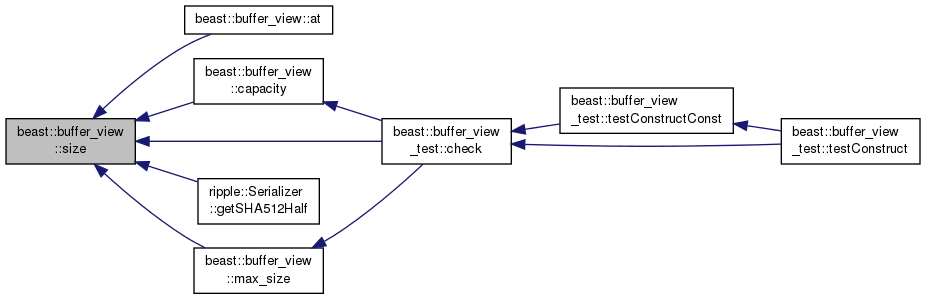 beast::buffer_view::at
beast::buffer_view
::capacity
beast::buffer_view
::size
beast::buffer_view
_test::check
beast::buffer_view
_test::testConstructConst
beast::buffer_view
_test::testConstruct
ripple::Serializer
::getSHA512Half
beast::buffer_view
::max_size